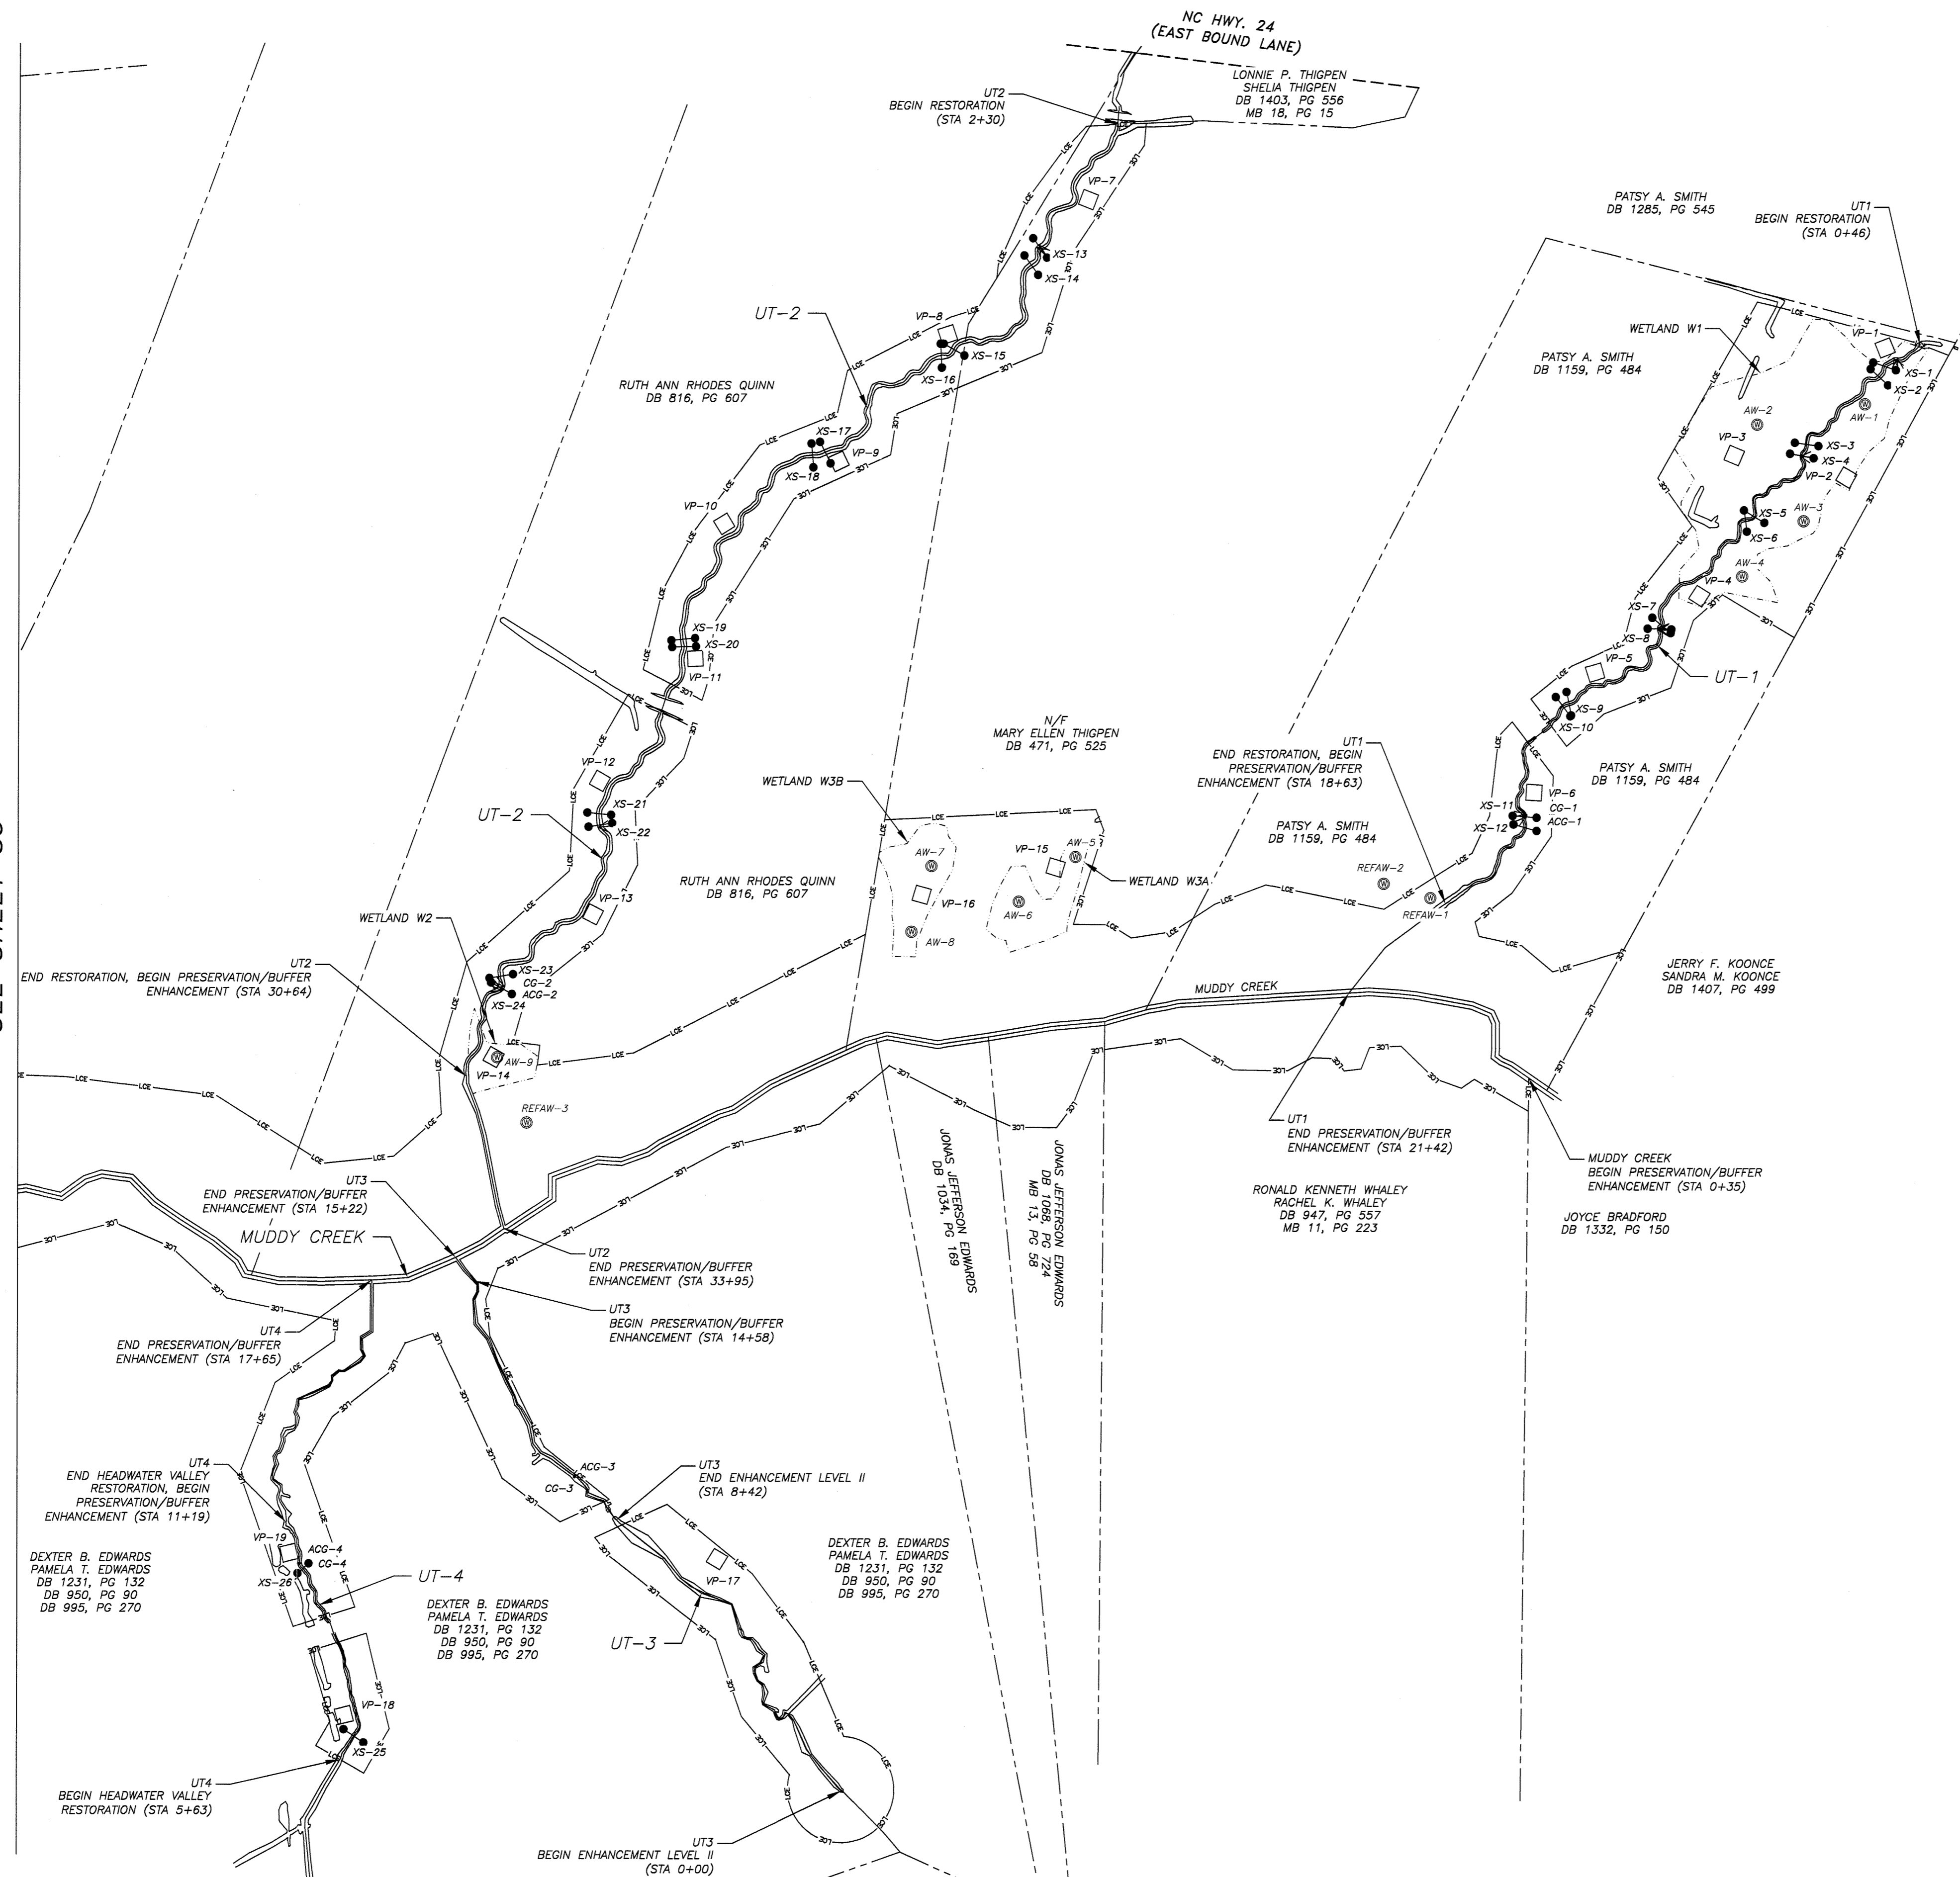 NC HWY. 24
(EAST BOUND LANE)
LONNIE P. THIGPEN
SHELIA THIGPEN
DB 1403, PG 556
MB 18, PG 15
UT2
BEGIN RESTORATION
(STA 2+30)
VP-7
XS-13
XS-14
UT-2
VP-8
XS-15
XS-16
RUTH ANN RHODES QUINN
DB 816, PG 607
XS-17
VP-9
XS-18
VP-10
XS-19
XS-20
VP-11
PATSY A. SMITH
DB 1285, PG 545
UT1
BEGIN RESTORATION
(STA 0+46)
WETLAND W1
VP-1
XS-1
XS-2
PATSY A. SMITH
DB 1159, PG 484
AW-2
AW-1
VP-3
XS-3
XS-4
VP-2
XS-5
AW-3
XS-6
AW-4
VP-4
XS-7
XS-8
VP-5
UT-1
XS-9
XS-10
N/F
MARY ELLEN THIGPEN
DB 471, PG 525
UT1
END RESTORATION, BEGIN
PRESERVATION/BUFFER
ENHANCEMENT (STA 18+63)
PATSY A. SMITH
DB 1159, PG 484
VP-12
WETLAND W3B
VP-6
XS-11
CG-1
XS-12
ACG-1
XS-21
UT-2
XS-22
PATSY A. SMITH
DB 1159, PG 484
AW-7
VP-15
AW-5
REFAW-2
RUTH ANN RHODES QUINN
DB 816, PG 607
WETLAND W3A
VP-16
AW-6
REFAW-1
VP-13
WETLAND W2
AW-8
UT2
END RESTORATION, BEGIN PRESERVATION/BUFFER
ENHANCEMENT (STA 30+64)
XS-23
CG-2
ACG-2
XS-24
JERRY F. KOONCE
SANDRA M. KOONCE
DB 1407, PG 499
MUDDY CREEK
AW-9
VP-14
REFAW-3
UT1
END PRESERVATION/BUFFER
ENHANCEMENT (STA 21+42)
MUDDY CREEK
BEGIN PRESERVATION/BUFFER
ENHANCEMENT (STA 0+35)
JONAS JEFFERSON EDWARDS
DB 1034, PG 169
JONAS JEFFERSON EDWARDS
DB 1068, PG 724
MB 13, PG 58
RONALD KENNETH WHALEY
RACHEL K. WHALEY
DB 947, PG 557
MB 11, PG 223
JOYCE BRADFORD
DB 1332, PG 150
UT3
END PRESERVATION/BUFFER
ENHANCEMENT (STA 15+22)
MUDDY CREEK
UT2
END PRESERVATION/BUFFER
ENHANCEMENT (STA 33+95)
UT3
BEGIN PRESERVATION/BUFFER
ENHANCEMENT (STA 14+58)
UT4
END PRESERVATION/BUFFER
ENHANCEMENT (STA 17+65)
UT4
END HEADWATER VALLEY
RESTORATION, BEGIN
PRESERVATION/BUFFER
ENHANCEMENT (STA 11+19)
ACG-3
CG-3
UT3
END ENHANCEMENT LEVEL II
(STA 8+42)
VP-19
ACG-4
CG-4
XS-26
UT-4
DEXTER B. EDWARDS
PAMELA T. EDWARDS
DB 1231, PG 132
DB 950, PG 90
DB 995, PG 270
DEXTER B. EDWARDS
PAMELA T. EDWARDS
DB 1231, PG 132
DB 950, PG 90
DB 995, PG 270
DEXTER B. EDWARDS
PAMELA T. EDWARDS
DB 1231, PG 132
DB 950, PG 90
DB 995, PG 270
VP-17
UT-3
VP-18
XS-25
UT4
BEGIN HEADWATER VALLEY
RESTORATION (STA 5+63)
UT3
BEGIN ENHANCEMENT LEVEL II
(STA 0+00)